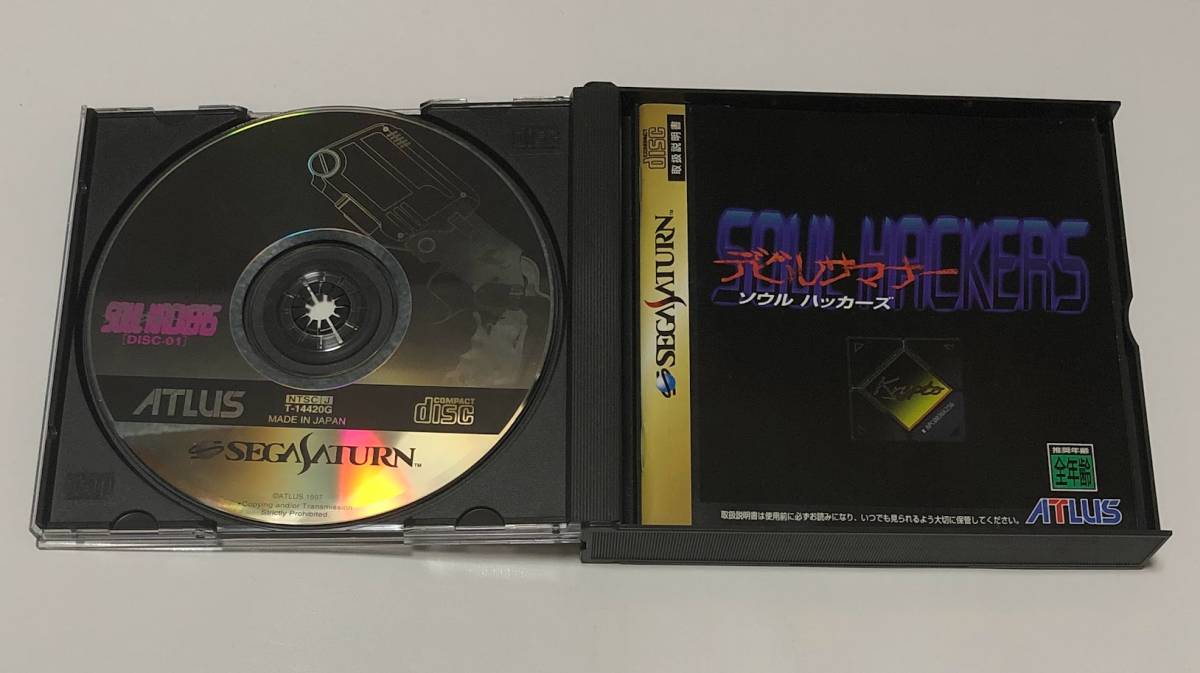 SOUL HACKERS
[DISC-01]
ATLUS
NTSC J
T-14420G
MADE IN JAPAN
COMPACT
disc
SEGA SATURN™
©ATLUS 1997
•Copying and/or Transmission
Strictly Prohibited.
disc
取扱説明書
SEGA SATURN™
SOUL HACKERS
デビルサマナー
ソウル ハッカーズ
Krypto
推奨年齢
全年齢
ATLUS
取扱説明書は使用前に必ずお読みになり、いつでも見られるよう大切に保管してください。